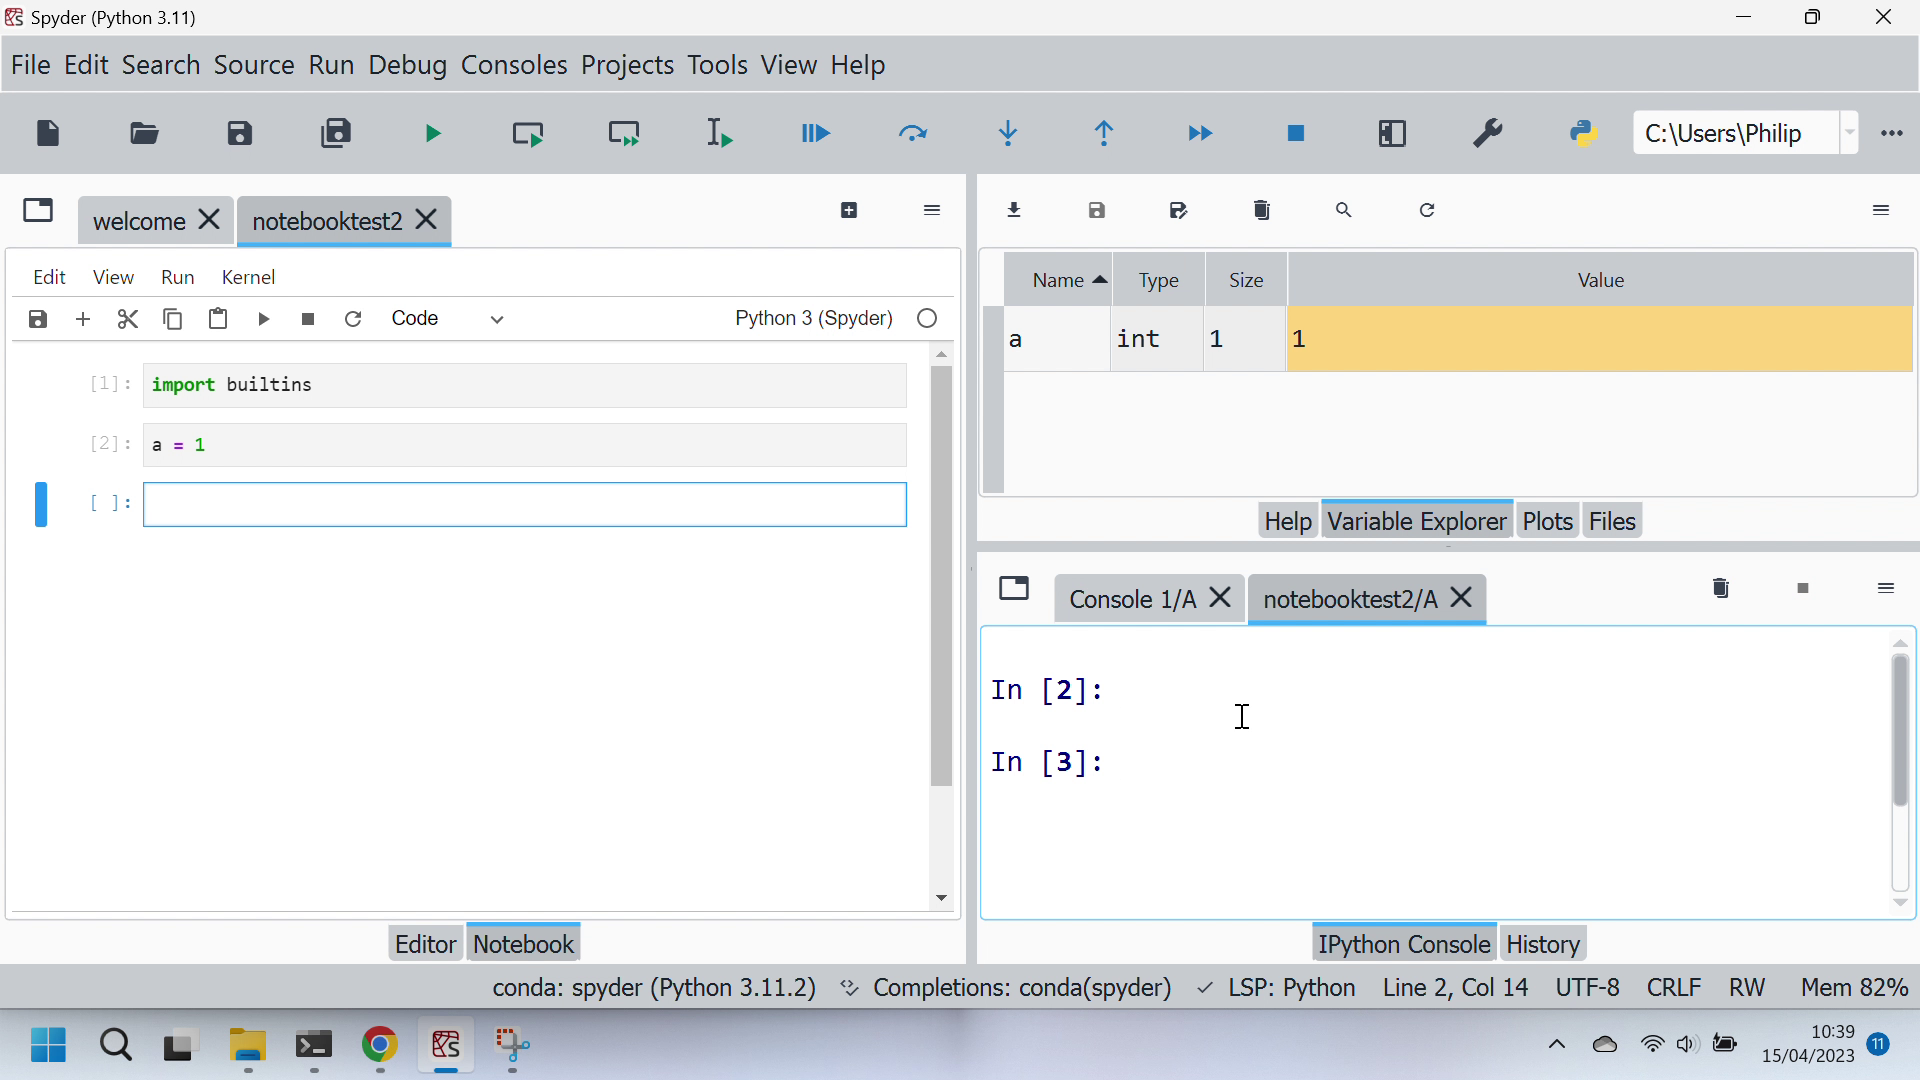 Spyder (Python 3.11)
File Edit Search Source Run Debug Consoles Projects Tools View Help
C:\Users\Philip
welcome
notebooktest2
Edit View Run Kernel
Code
Python 3 (Spyder)
[1]: import builtins
[2]: a = 1
[ ]:
Editor Notebook
Name Type Size Value
a int 1 1
Help Variable Explorer Plots Files
Console 1/A
notebooktest2/A
In [2]:
In [3]:
IPython Console History
conda: spyder (Python 3.11.2) Completions: conda(spyder) LSP: Python Line 2, Col 14 UTF-8 CRLF RW Mem 82%
10:39
15/04/2023
11